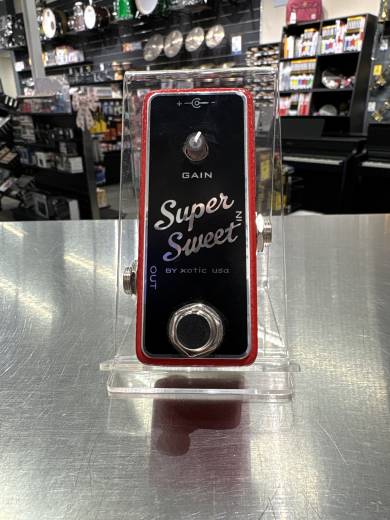 GAIN
Super
IN
Sweet
OUT
BY xotic usa